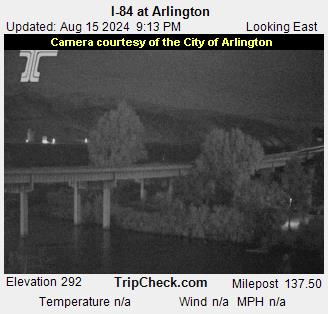 I-84 at Arlington
Updated: Aug 15 2024 9:13 PM Looking East
Camera courtesy of the City of Arlington
Elevation 292 TripCheck.com Milepost 137.50
Temperature n/a Wind n/a MPH n/a